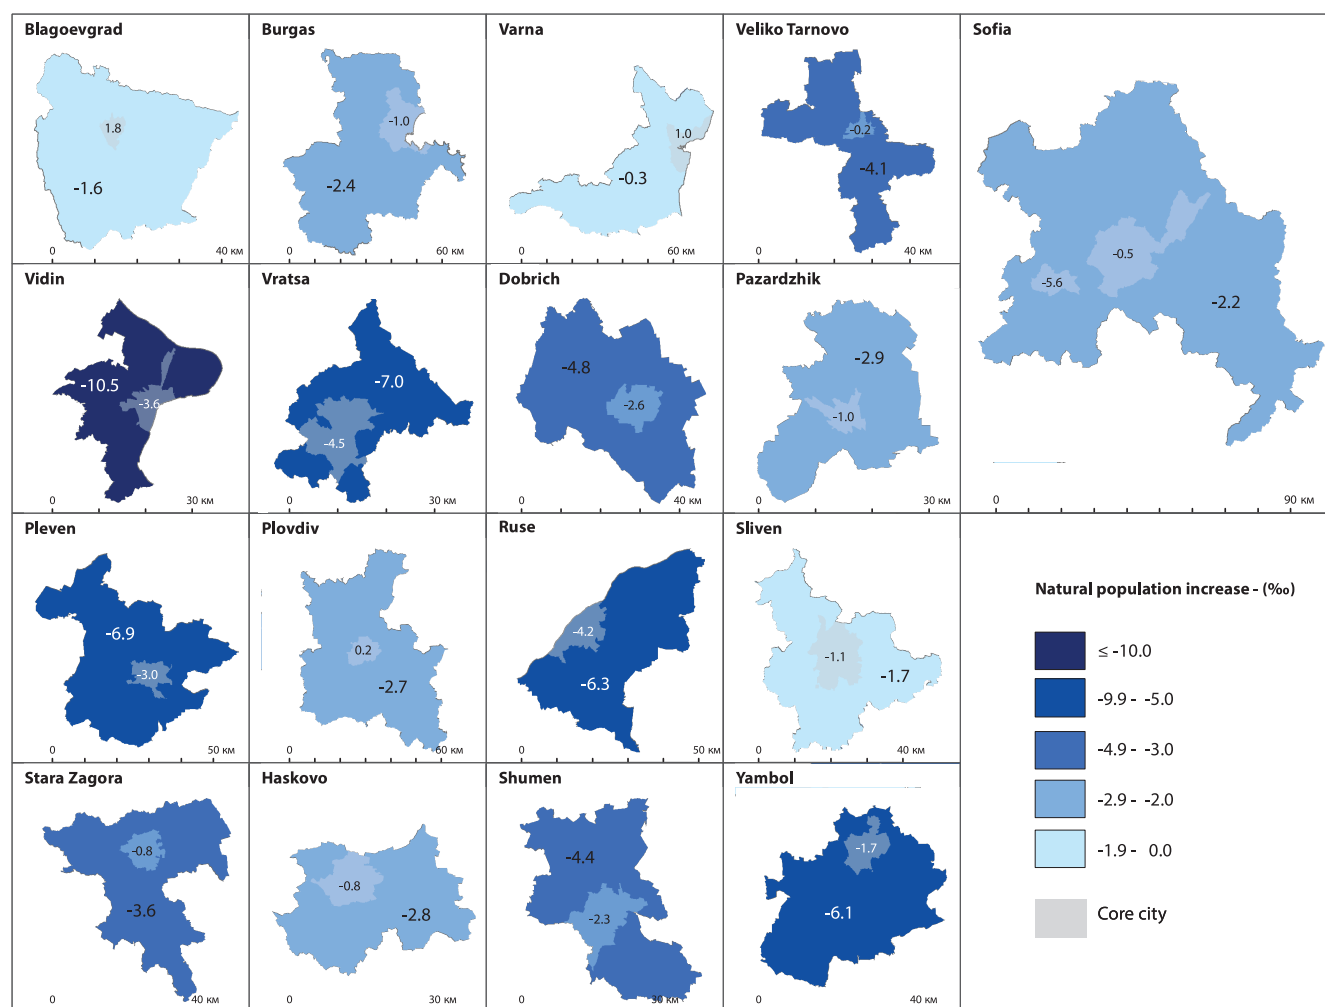 Blagoevgrad
1.8
-1.6
0
40 км
Burgas
-1.0
-2.4
0
60 км
Varna
1.0
-0.3
0
60 км
Veliko Tarnovo
-0.2
-4.1
0
40 км
Sofia
-0.5
-5.6
-2.2
0
90 км
Vidin
-10.5
-3.6
0
30 км
Vratsa
-7.0
-4.5
0
30 км
Dobrich
-4.8
-2.6
0
40 км
Pazardzhik
-2.9
-1.0
0
30 км
Pleven
-6.9
-3.0
0
50 км
Plovdiv
0.2
-2.7
0
60 км
Ruse
-4.2
-6.3
0
50 км
Sliven
-1.1
-1.7
0
40 км
Stara Zagora
-0.8
-3.6
0
40 км
Haskovo
-0.8
-2.8
0
30 км
Shumen
-4.4
-2.3
0
30 км
Yambol
-1.7
-6.1
0
40 км
Natural population increase - (‰)
≤ -10.0
-9.9 - -5.0
-4.9 - -3.0
-2.9 - -2.0
-1.9 - 0.0
Core city